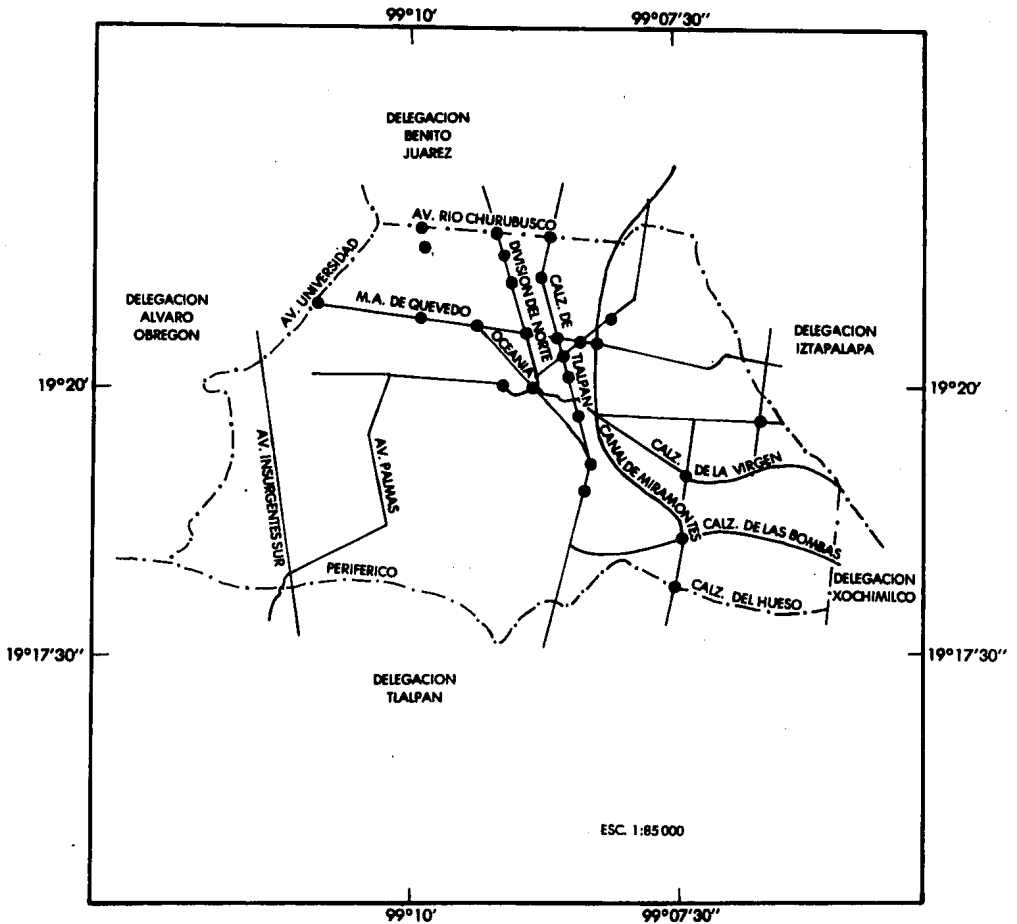 99°10'
99°07'30''
DELEGACION
BENITO
JUAREZ
AV. RIO CHURUBUSCO
AV. UNIVERSIDAD
DIVISION DEL NORTE
CALZ. DE
TLALPAN
DELEGACION
ALVARO
OBREGON
M.A. DE QUEVEDO
OCEANIA
DELEGACION
IZTAPALAPA
19°20'
19°20'
AV. INSURGENTES SUR
AV. PALMAS
CANAL DE MIRAMONTES
CALZ.
DE LA VIRGEN
CALZ. DE LAS BOMBAS
PERIFERICO
CALZ. DEL HUESO
DELEGACION
XOCHIMILCO
19°17'30''
19°17'30''
DELEGACION
TLALPAN
ESC. 1:85 000
99°10'
99°07'30''